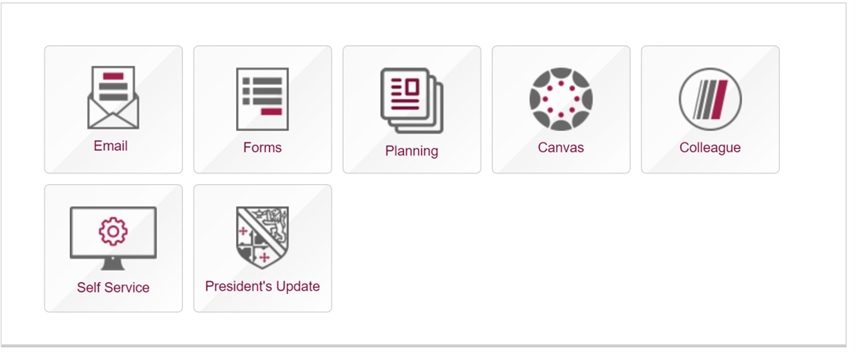 Email
Forms
Planning
Canvas
Colleague
Self Service
President's Update